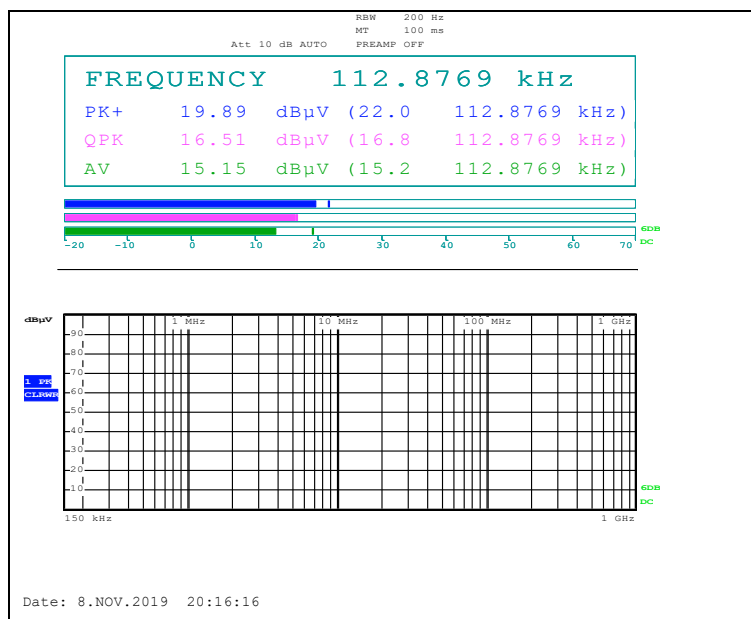 RBW 200 Hz
MT 100 ms
Att 10 dB AUTO PREAMP OFF
FREQUENCY 112.8769 kHz
PK+ 19.89 dBµV (22.0 112.8769 kHz)
QPK 16.51 dBµV (16.8 112.8769 kHz)
AV 15.15 dBµV (15.2 112.8769 kHz)
6DB
-20 -10 0 10 20 30 40 50 60 70 DC
dBµV 1 MHz 10 MHz 100 MHz 1 GHz
90
80
70
1 PK
60
CLRWR
50
40
30
20
10 6DB
DC
150 kHz 1 GHz
Date: 8.NOV.2019 20:16:16